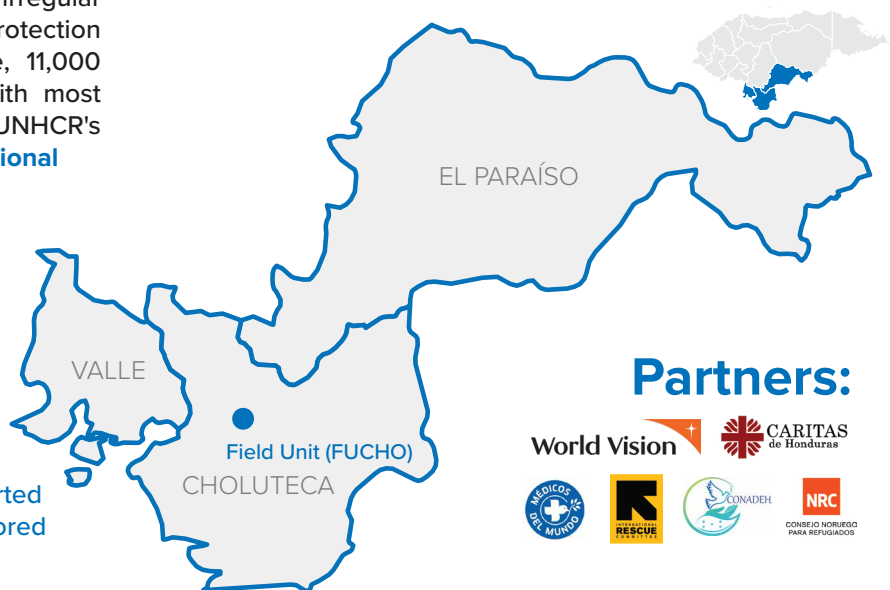 irregular
rotection
e, 11,000
ith most
UNHCR's
ional
EL PARAÍSO
VALLE
Field Unit (FUCHO)
CHOLUTECA
rted
ored
Partners:
World Vision
CARITAS
de Honduras
MÉDICOS
DEL MUNDO
INTERNATIONAL
RESCUE
COMMITTEE
CONADEH
NRC
CONSEJO NORUEGO
PARA REFUGIADOS